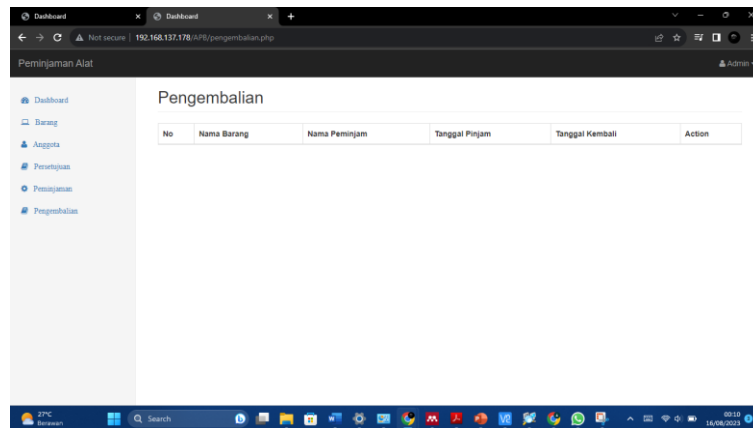 Dashboard
Dashboard
Not secure | 192.168.137.178/APB/pengembalian.php
Peminjaman Alat
Admin
Dashboard
Barang
Anggota
Persetujuan
Peminjaman
Pengembalian
Pengembalian
No Nama Barang Nama Peminjam Tanggal Pinjam Tanggal Kembali Action
27°C
Berawan
Search
00:10
16/08/2023